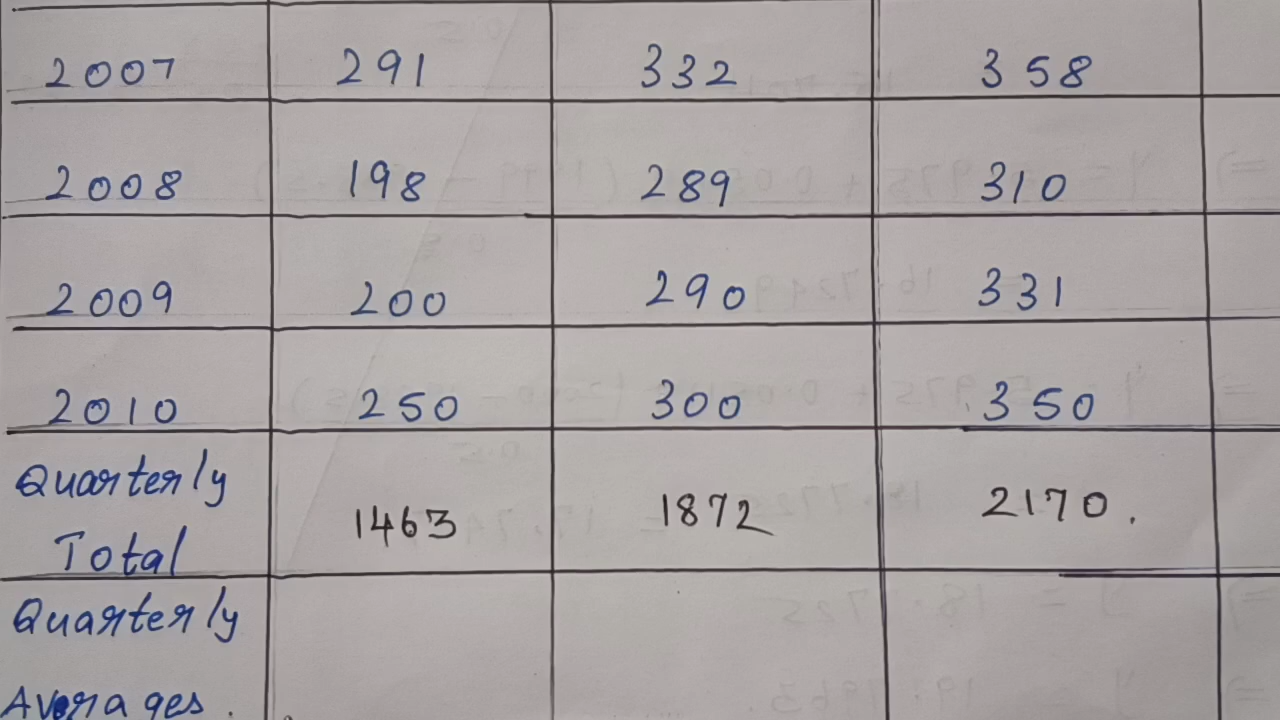 2007 291 332 358
2008 198 289 310
2009 200 290 331
2010 250 300 350
Quarterly
Total 1463 1872 2170.
Quarterly
Averages.